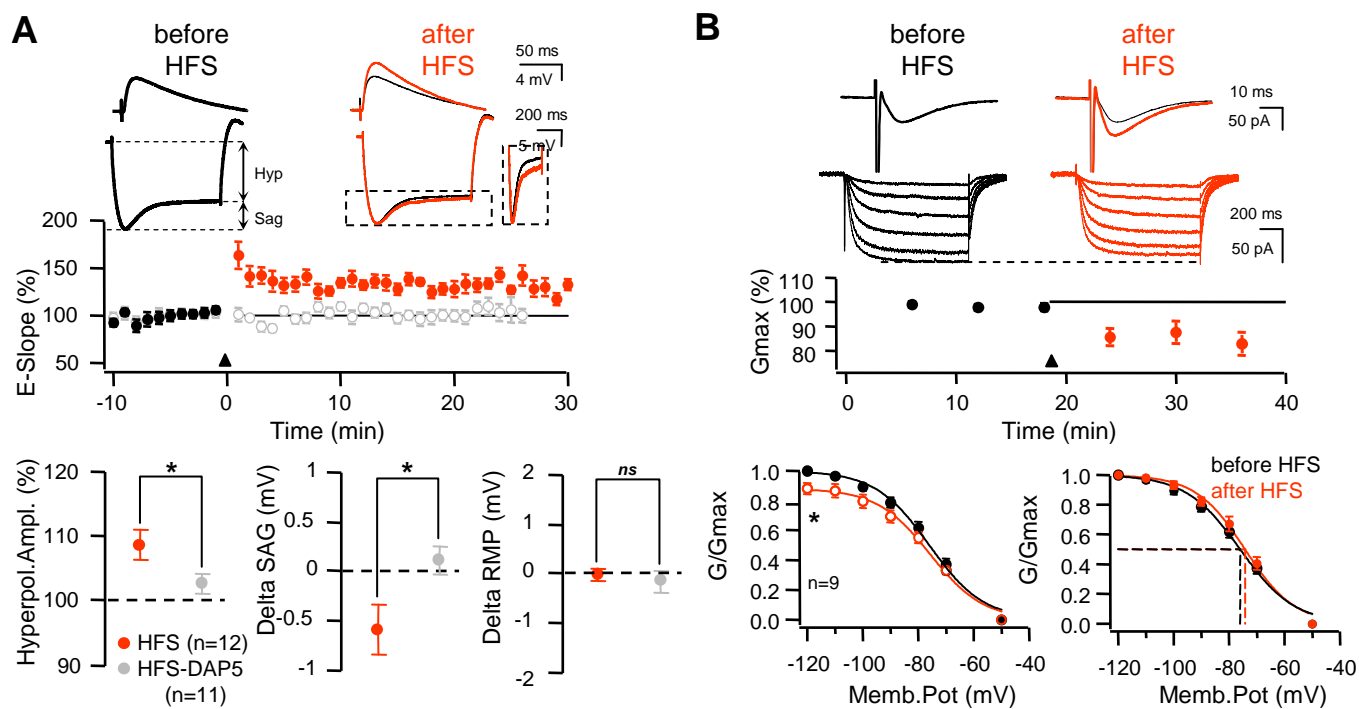 A
before
HFS
after
HFS
50 ms
4 mV
200 ms
5 mV
Hyp
Sag
200
150
100
50
E-Slope (%)
-10
0
10
20
30
Time (min)
B
before
HFS
after
HFS
10 ms
50 pA
200 ms
50 pA
110
100
90
80
Gmax (%)
0
10
20
30
40
Time (min)
120
110
100
90
Hyperpol.Ampl. (%)
*
HFS (n=12)
HFS-DAP5
(n=11)
1
0.5
0
-0.5
-1
Delta SAG (mV)
*
2
1
0
-1
-2
Delta RMP (mV)
ns
1.0
0.8
0.6
0.4
0.2
0.0
G/Gmax
*
n=9
-120
-100
-80
-60
-40
Memb.Pot (mV)
1.0
0.8
0.6
0.4
0.2
0.0
G/Gmax
before HFS
after HFS
-120
-100
-80
-60
-40
Memb.Pot (mV)